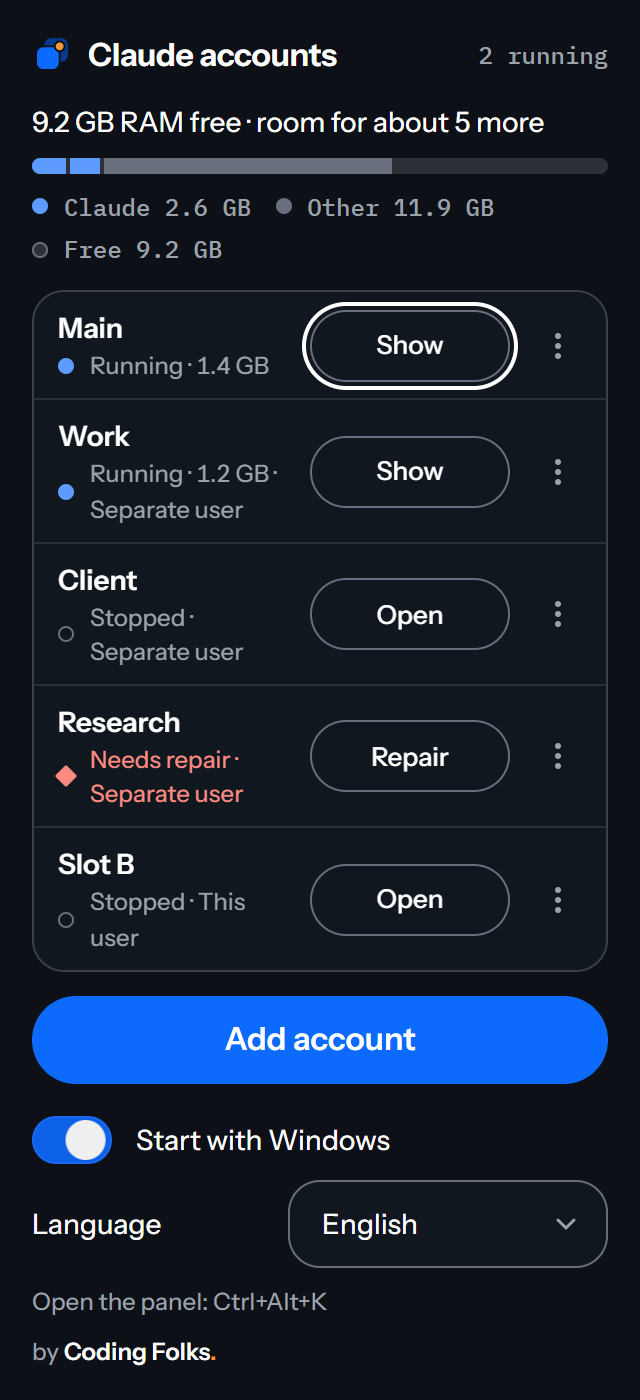 Claude accounts
2 running
9.2 GB RAM free · room for about 5 more
Claude 2.6 GB
Other 11.9 GB
Free 9.2 GB
Main
Running · 1.4 GB
Show
Work
Running · 1.2 GB ·
Separate user
Show
Client
Stopped ·
Separate user
Open
Research
Needs repair ·
Separate user
Repair
Slot B
Stopped · This
user
Open
Add account
Start with Windows
Language
English
Open the panel: Ctrl+Alt+K
by Coding Folks.